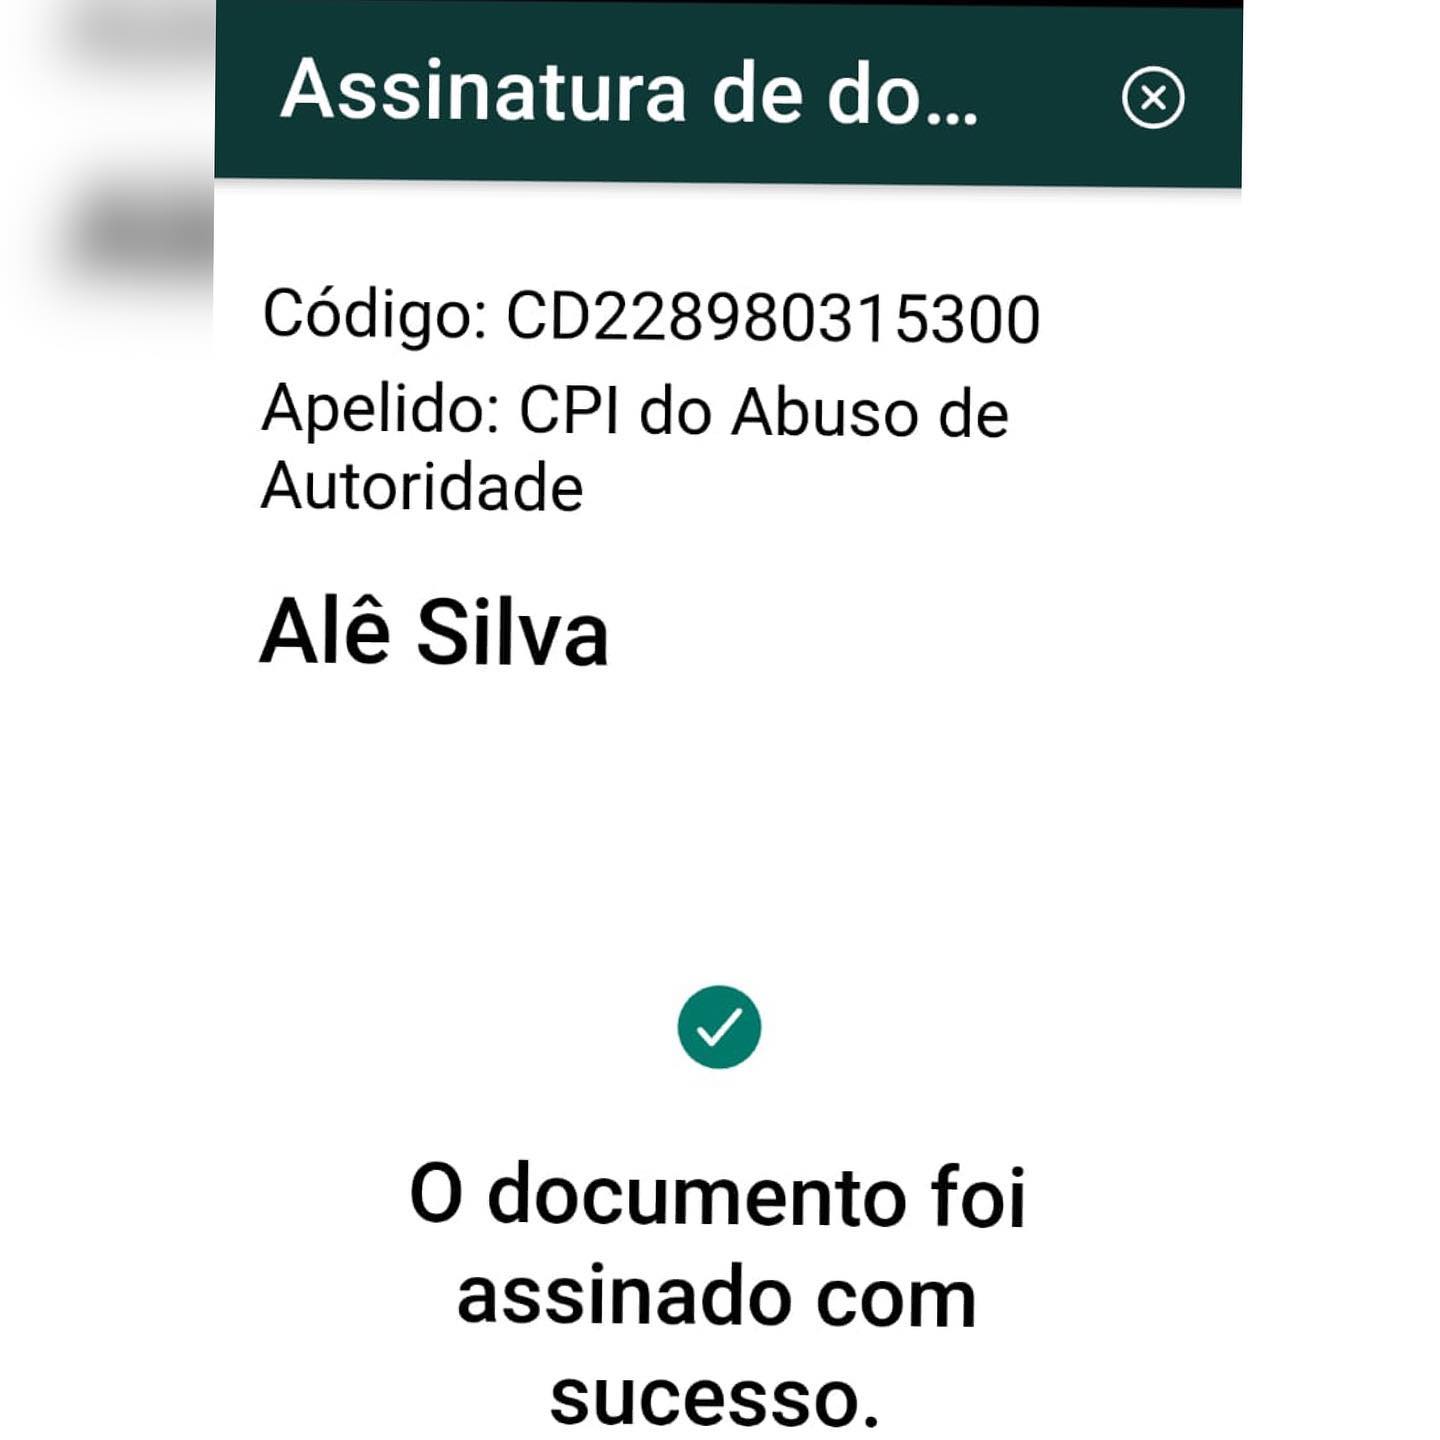 Assinatura de do...
Código: CD228980315300
Apelido: CPI do Abuso de
Autoridade
Alê Silva
O documento foi
assinado com
sucesso.